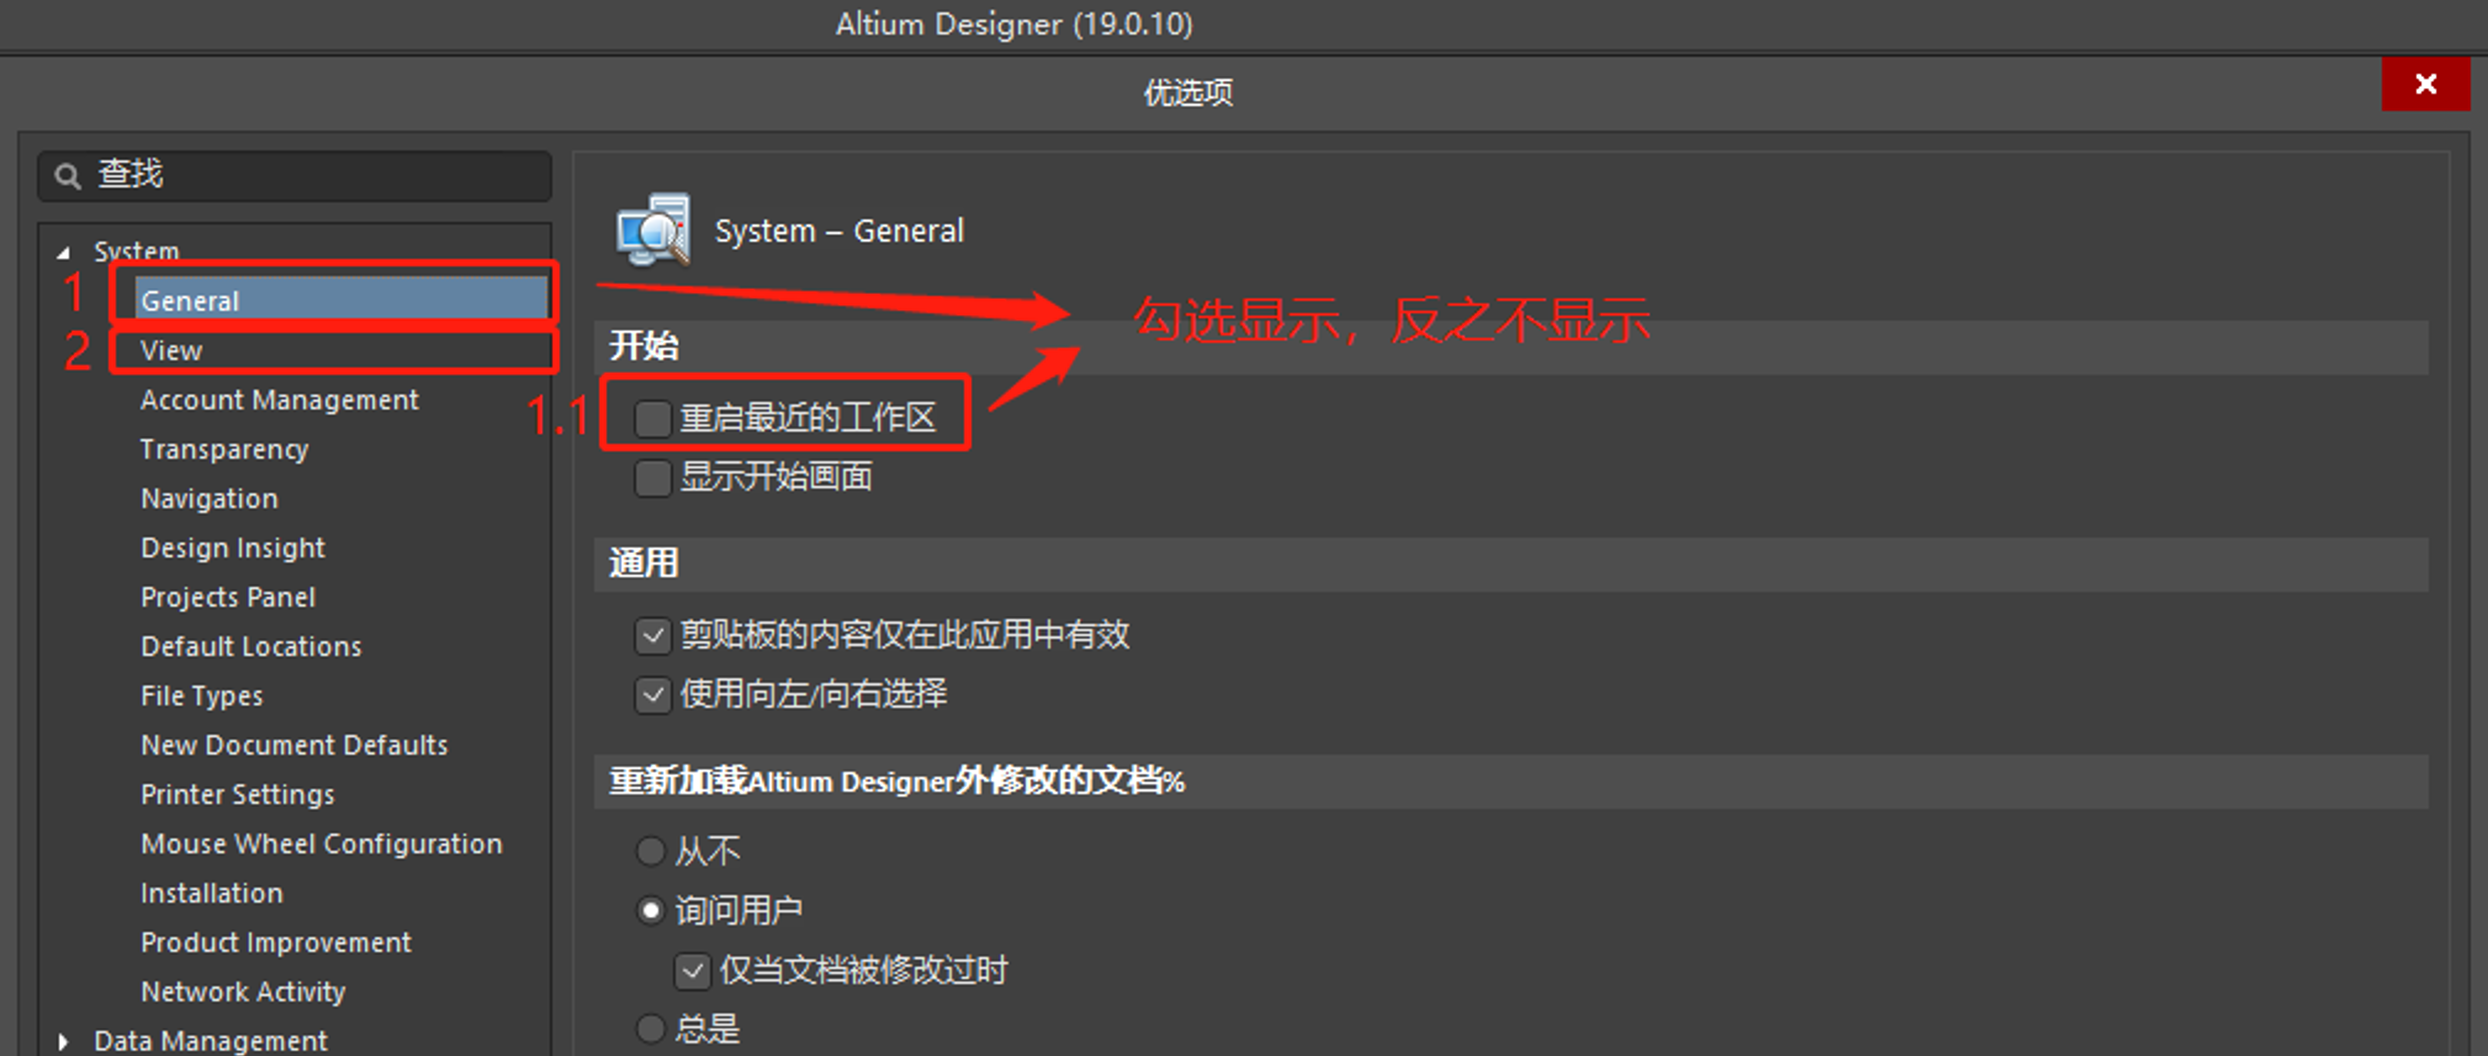 Altium Designer (19.0.10)
优选项
查找
System
1
General
2
View
Account Management
Transparency
Navigation
Design Insight
Projects Panel
Default Locations
File Types
New Document Defaults
Printer Settings
Mouse Wheel Configuration
Installation
Product Improvement
Network Activity
Data Management
System – General
勾选显示，反之不显示
开始
1.1
重启最近的工作区
显示开始画面
通用
剪贴板的内容仅在此应用中有效
使用向左/向右选择
重新加载Altium Designer外修改的文档%
从不
询问用户
仅当文档被修改过时
总是